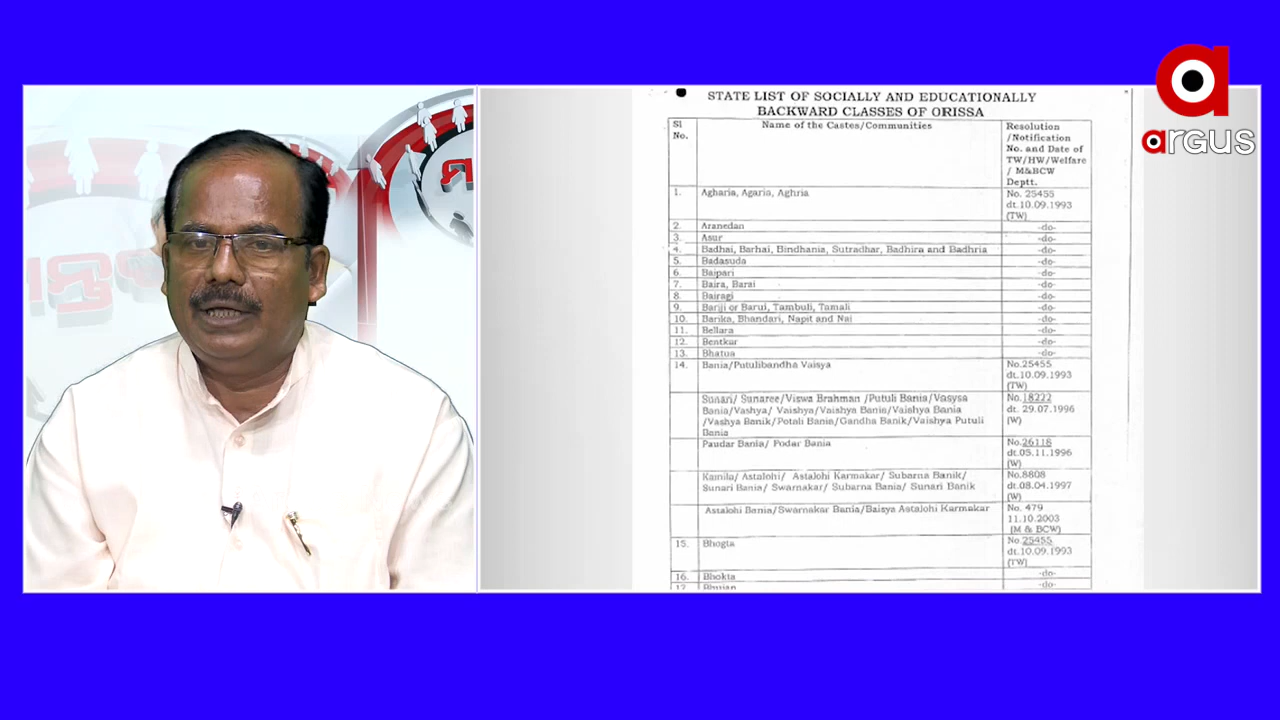 argus
STATE LIST OF SOCIALLY AND EDUCATIONALLY
BACKWARD CLASSES OF ORISSA
Sl No. Name of the Castes/Communities Resolution /Notification No. and Date of TW/HW/Welfare / M&BCW Deptt.
1. Agharia, Agaria, Aghria No. 25455 dt.10.09.1993 (TW)
2. Aranedan -do-
3. Asur -do-
4. Badhai, Barhai, Bindhania, Sutradhar, Badhira and Badhria -do-
5. Badasuda -do-
6. Baipari -do-
7. Baira, Barai -do-
8. Bairagi -do-
9. Bariji or Barui, Tambuli, Tamali -do-
10. Barika, Bhandari, Napit and Nai -do-
11. Bellara -do-
12. Bentkar -do-
13. Bhatua -do-
14. Bania/Putulibandha Vaisya No.25455 dt.10.09.1993 (TW)
Sunari/ Sunaree/Viswa Brahman /Putuli Bania/Vasysa No.18222
Bania/Vashya/ Vaishya/Vaishya Bania/Vaishya Bania dt. 29.07.1996
/Vashya Banik/Potali Bania/Gandha Banik/Vaishya Putuli (W)
Bania
Paudar Bania/ Podar Bania No.26118 dt.05.11.1996 (W)
Kamila/ Astalohi/ Astalohi Karmakar/ Subarna Banik/ No.8808
Sunari Bania/ Swarnakar/ Subarna Bania/ Sunari Banik dt.08.04.1997 (W)
Astalohi Bania/Swarnakar Bania/Baisya Astalohi Karmakar No. 479 11.10.2003 (M & BCW)
15. Bhogta No.25455 dt.10.09.1993 (TW)
16. Bhokta -do-
17. -do-